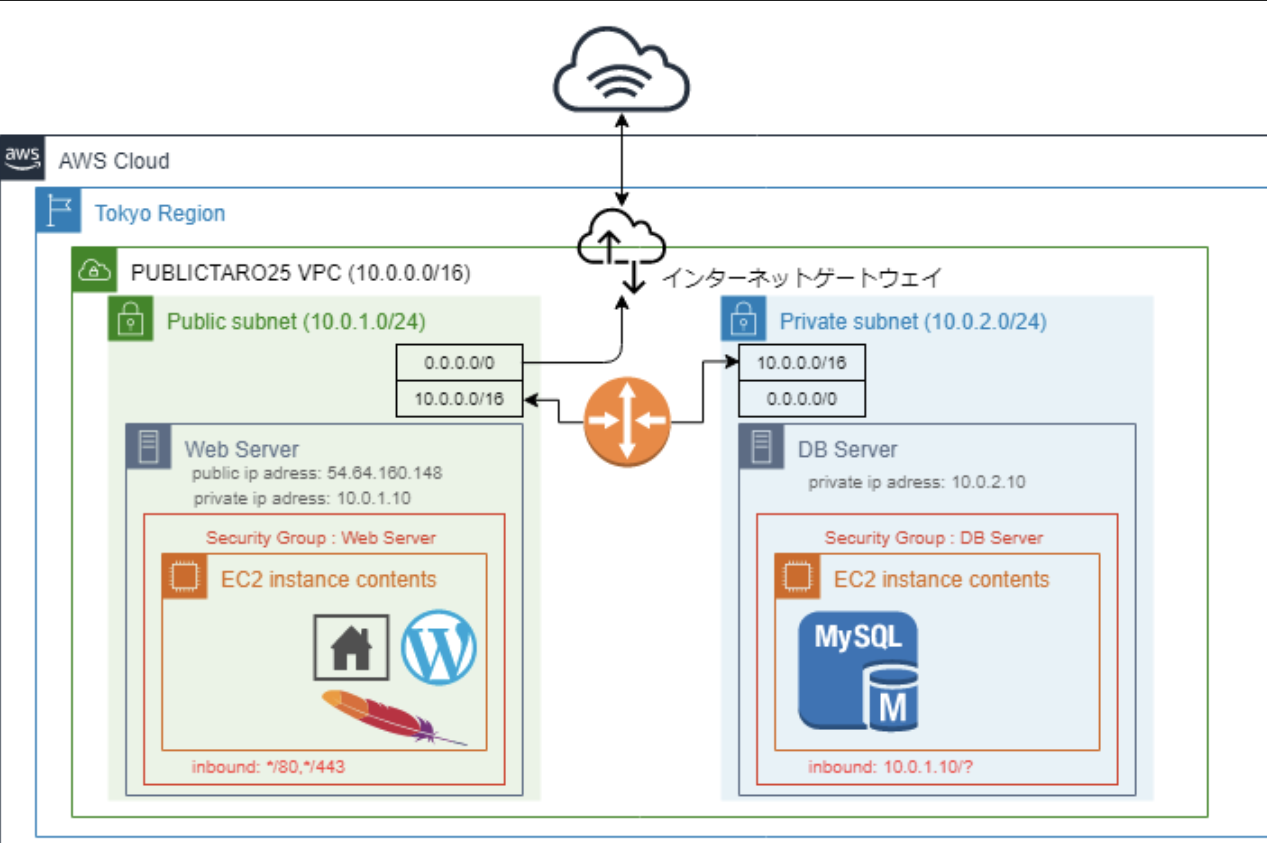 aws
AWS Cloud
Tokyo Region
PUBLICTARO25 VPC (10.0.0.0/16)
インターネットゲートウェイ
Public subnet (10.0.1.0/24)
0.0.0.0/0
10.0.0.0/16
Web Server
public ip adress: 54.64.160.148
private ip adress: 10.0.1.10
Security Group : Web Server
EC2 instance contents
W
inbound: */80,*/443
Private subnet (10.0.2.0/24)
10.0.0.0/16
0.0.0.0/0
DB Server
private ip adress: 10.0.2.10
Security Group : DB Server
EC2 instance contents
MySQL
M
inbound: 10.0.1.10/?